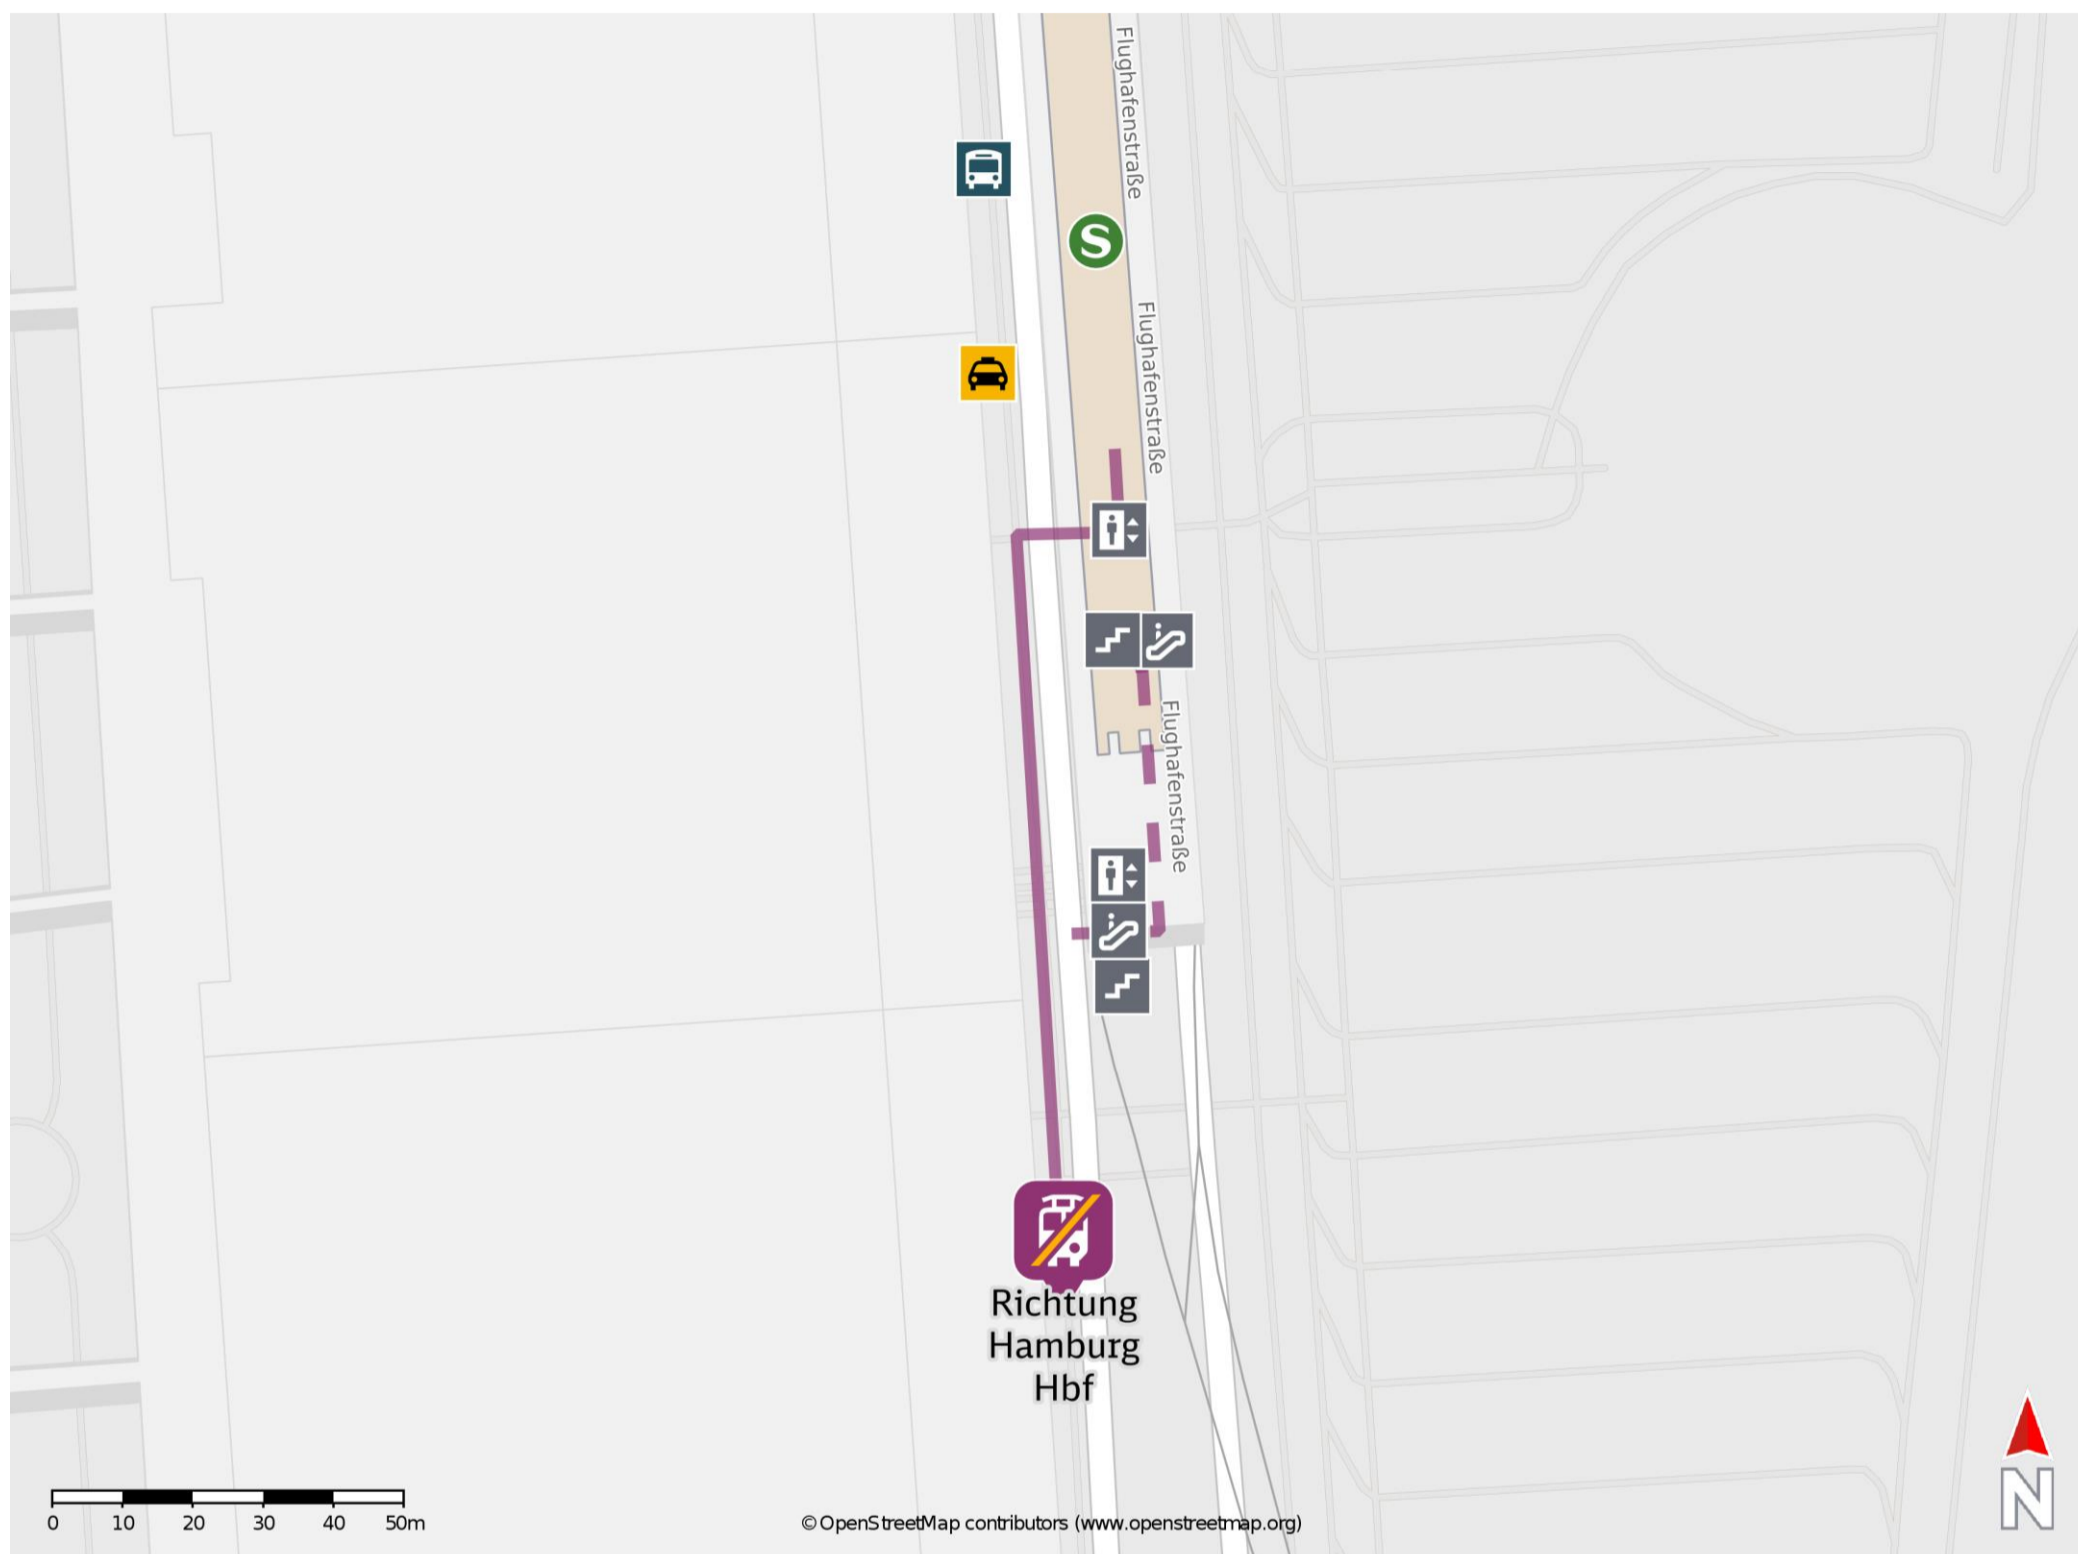 Flughafenstraße
S
Flughafenstraße
Flughafenstraße
Richtung
Hamburg
Hbf
0 10 20 30 40 50m
© OpenStreetMap contributors (www.openstreetmap.org)
N